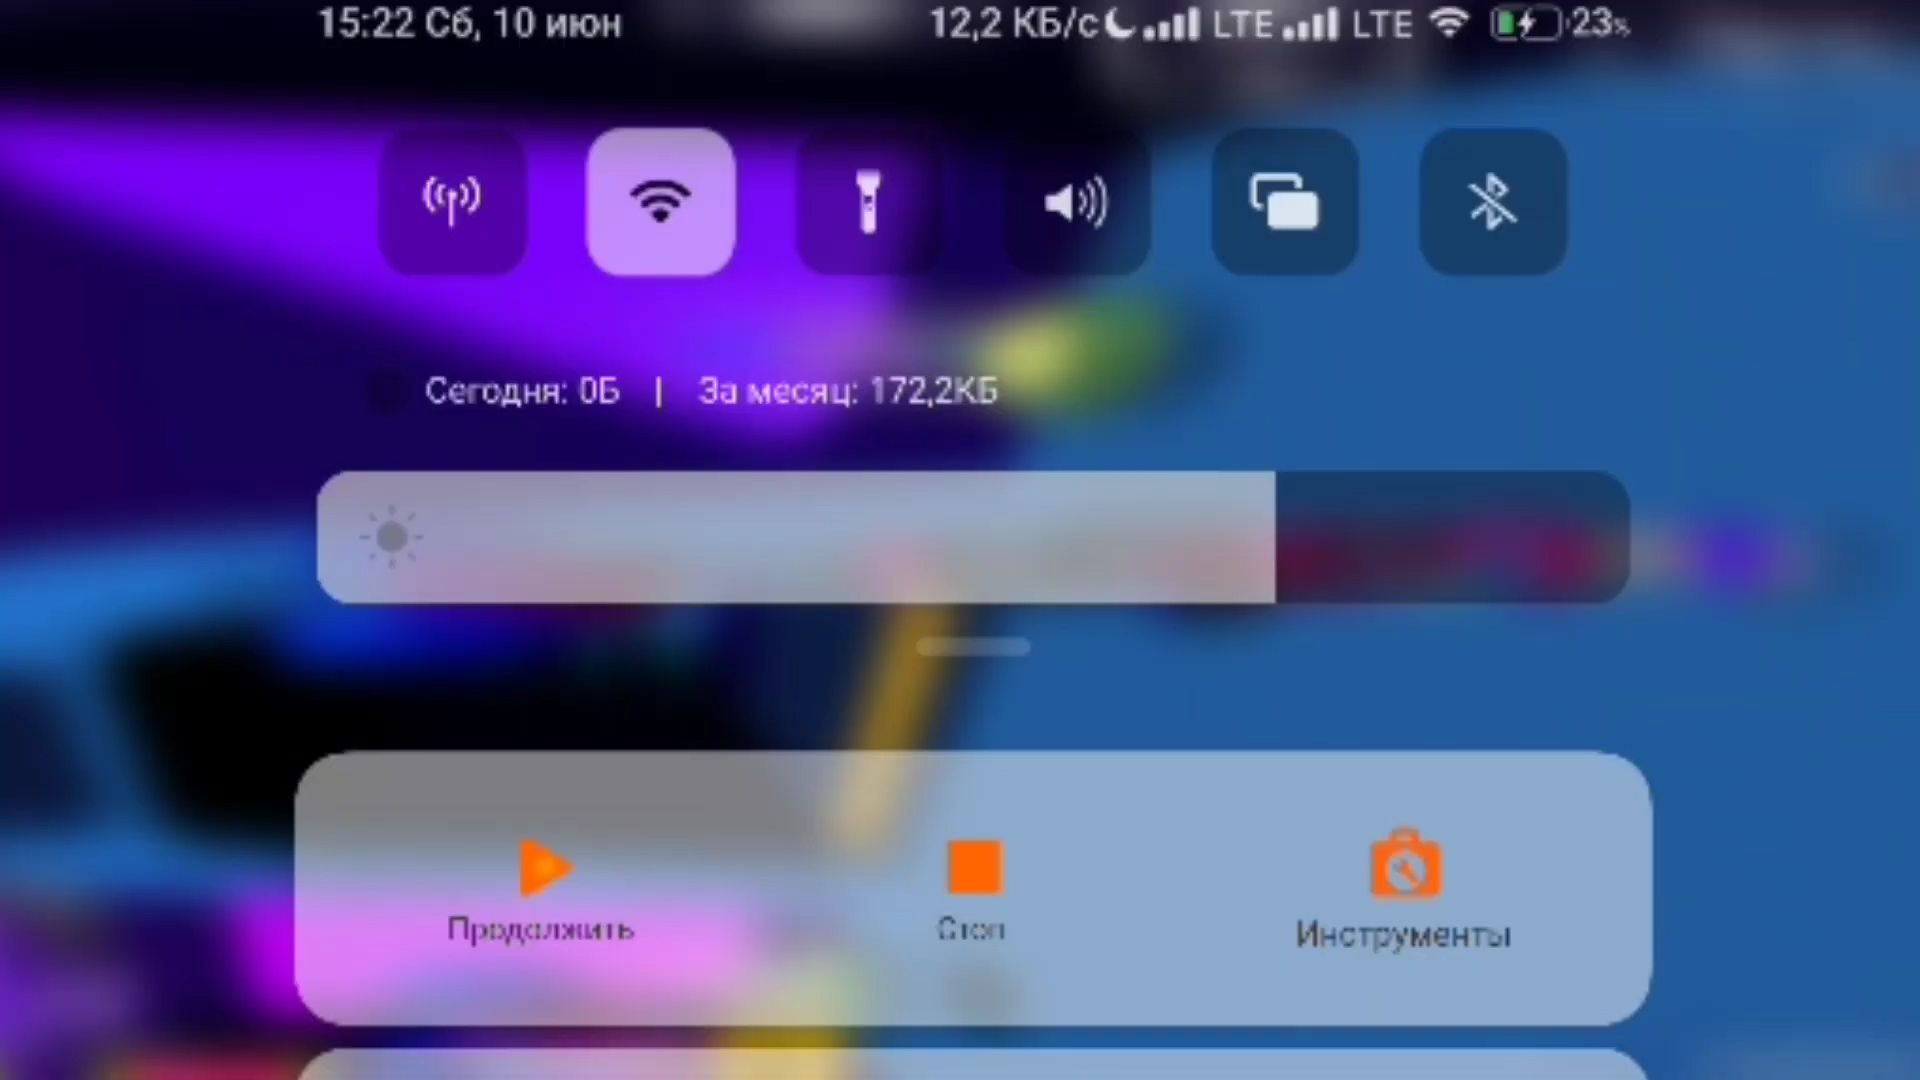 15:22 Сб, 10 июн 12,2 КБ/с LTE LTE 23%
Сегодня: 0Б | За месяц: 172,2КБ
Продолжить Стоп Инструменты